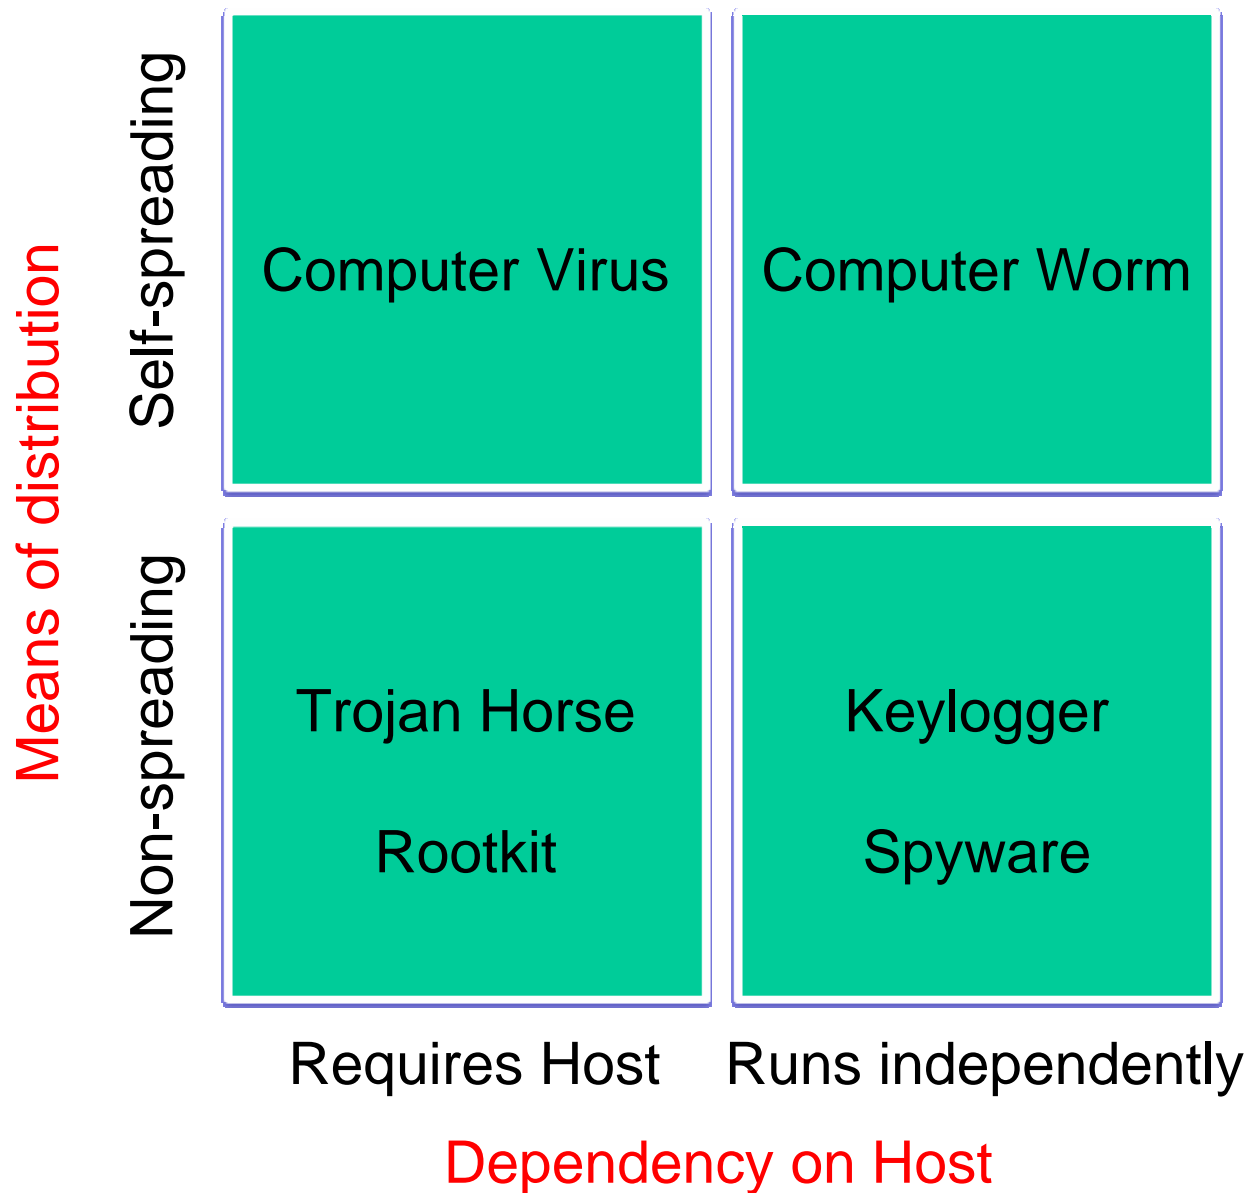 Means of distribution
Self-spreading
Computer Virus
Computer Worm
Non-spreading
Trojan Horse
Rootkit
Keylogger
Spyware
Requires Host
Runs independently
Dependency on Host